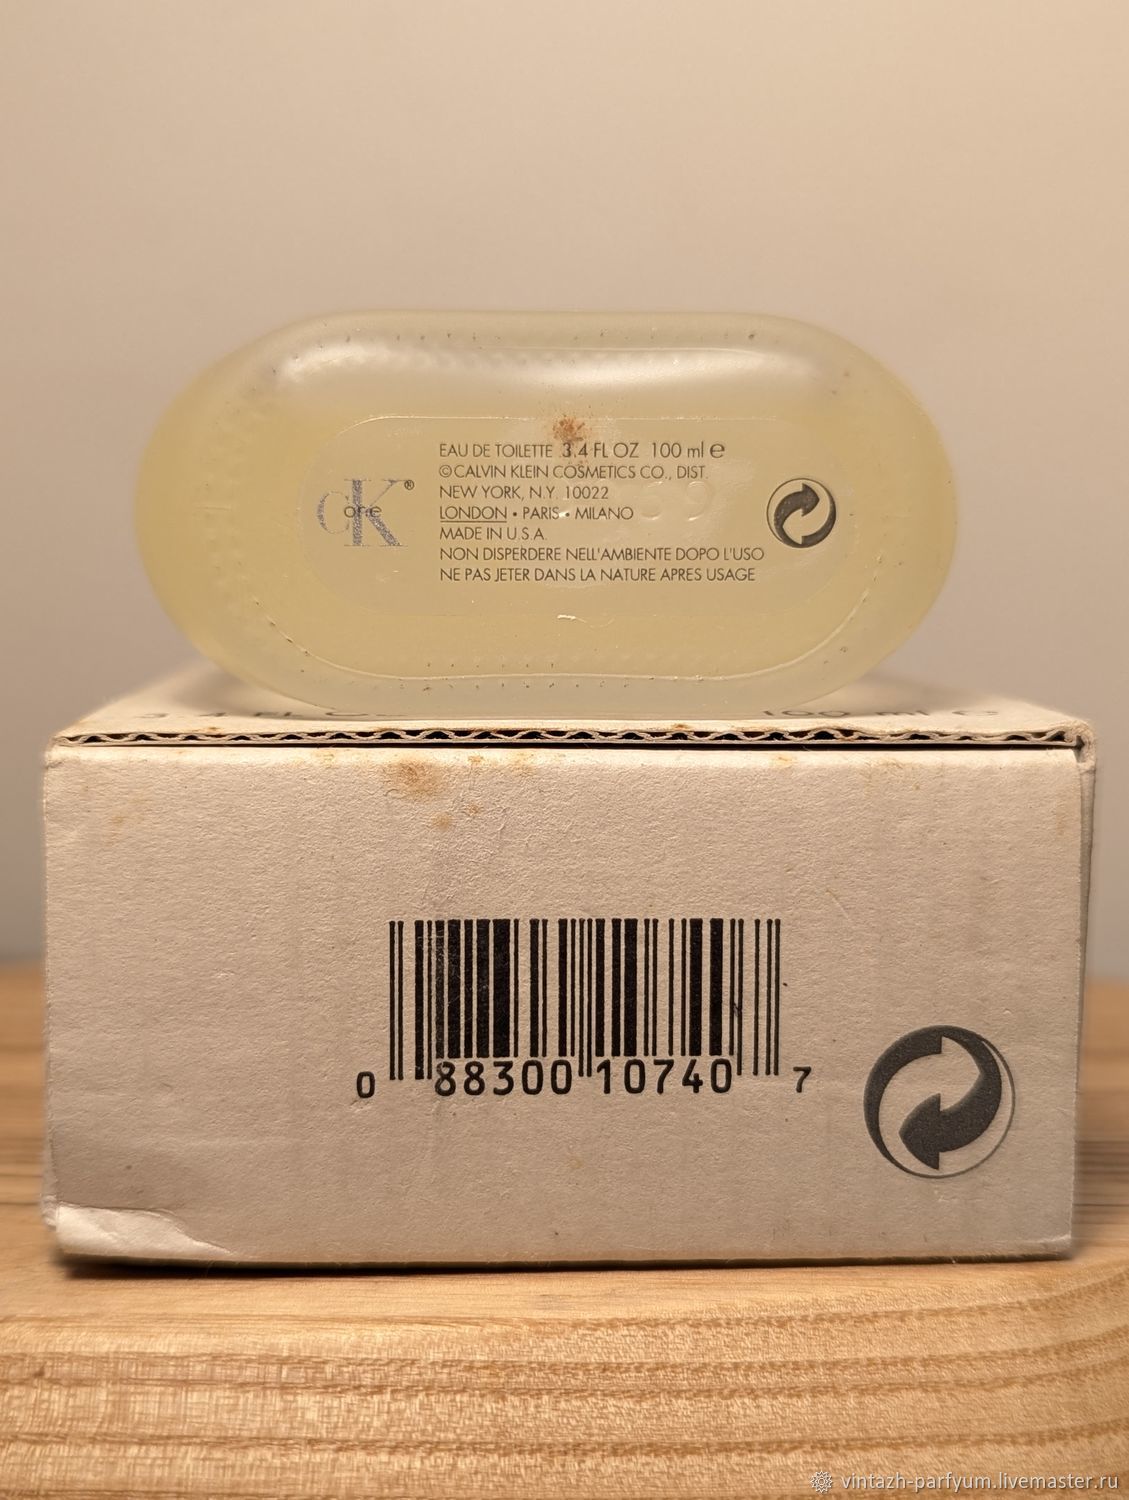 EAU DE TOILETTE 3.4 FL OZ 100 ml e
© CALVIN KLEIN COSMETICS CO., DIST.
NEW YORK, N.Y. 10022
cK one ®
LONDON • PARIS • MILANO
MADE IN U.S.A.
NON DISPERDERE NELL'AMBIENTE DOPO L'USO
NE PAS JETER DANS LA NATURE APRES USAGE
0 88300 10740 7
vintazh-parfyum.livemaster.ru